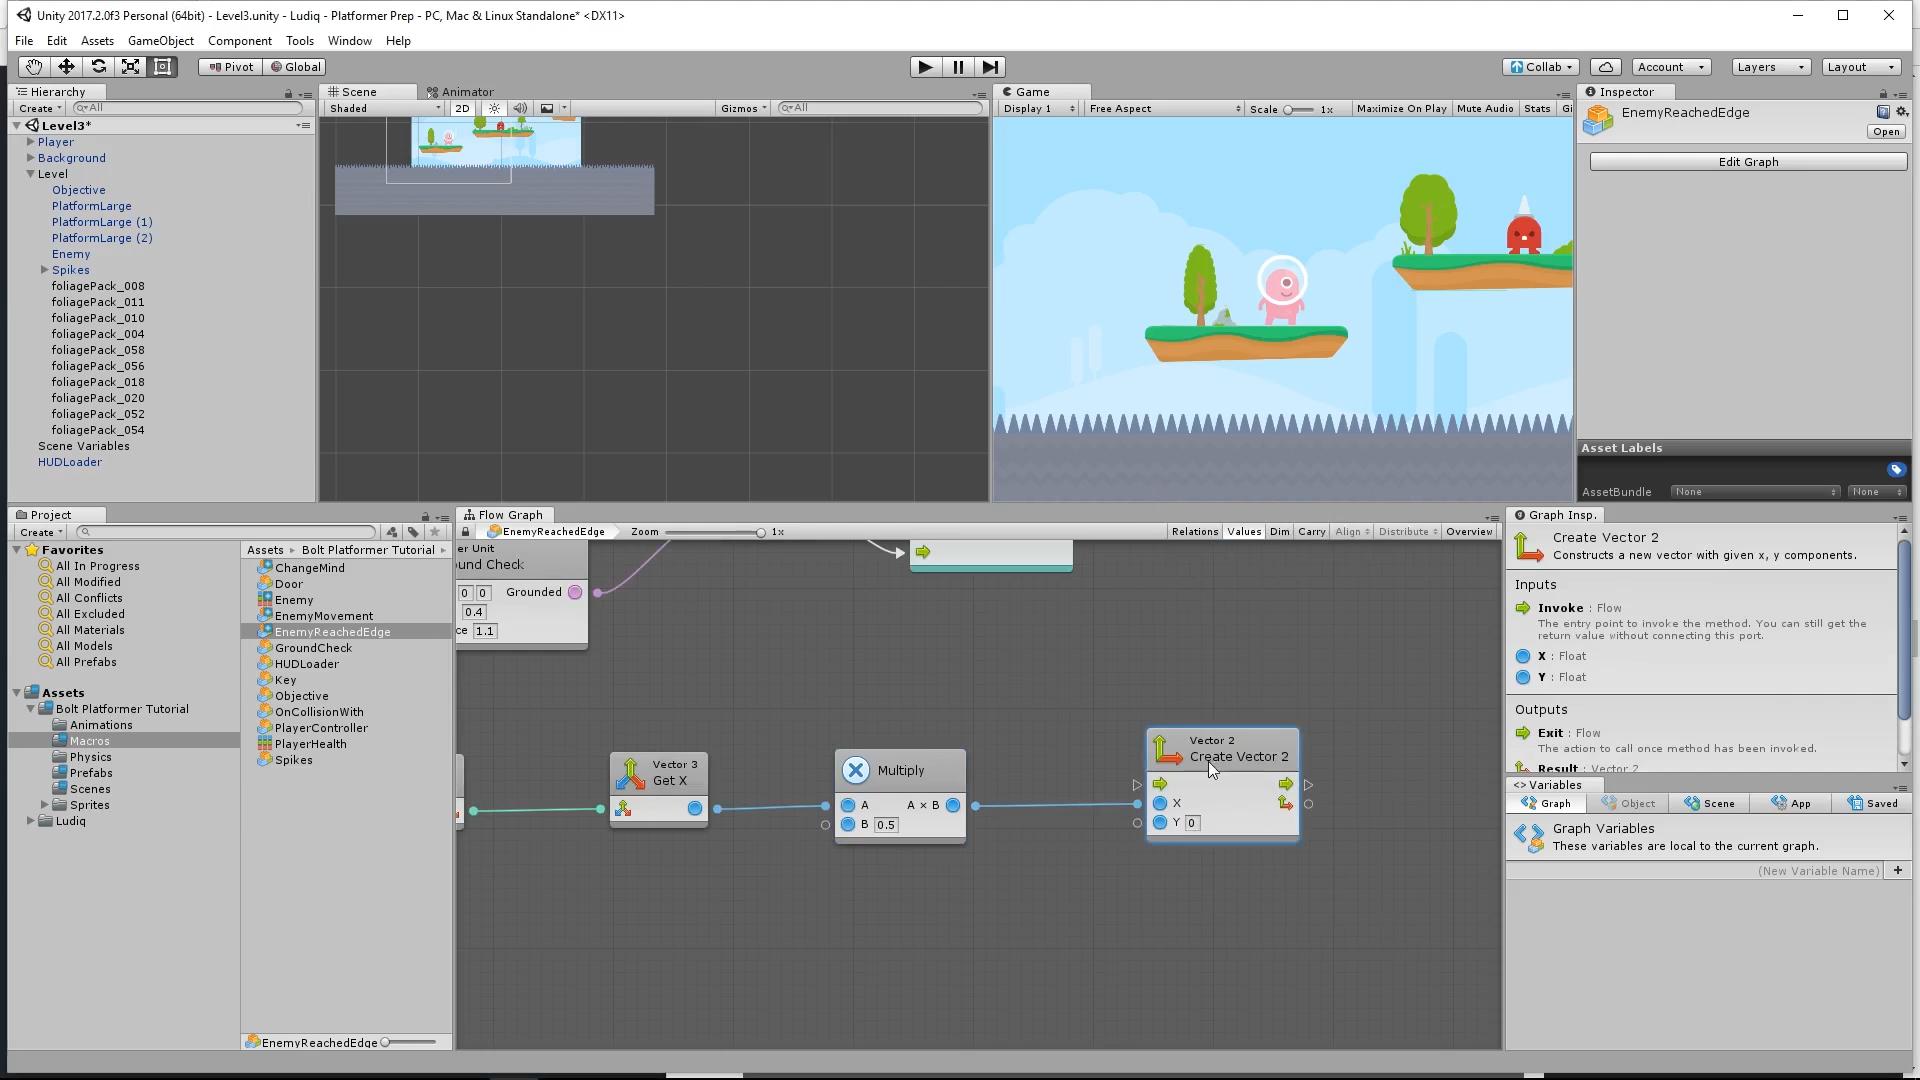 Unity 2017.2.0f3 Personal (64bit) - Level3.unity - Ludiq - Platformer Prep - PC, Mac & Linux Standalone* <DX11>
File Edit Assets GameObject Component Tools Window Help
Pivot Global Collab Account Layers Layout
Hierarchy
Create All
Level3*
Player
Background
Level
Objective
PlatformLarge
PlatformLarge (1)
PlatformLarge (2)
Enemy
Spikes
foliagePack_008
foliagePack_011
foliagePack_010
foliagePack_004
foliagePack_058
foliagePack_056
foliagePack_018
foliagePack_020
foliagePack_052
foliagePack_054
Scene Variables
HUDLoader
Scene Animator
Shaded 2D Gizmos All
Game
Display 1 Free Aspect Scale 1x Maximize On Play Mute Audio Stats Gi
Inspector
EnemyReachedEdge
Open
Edit Graph
Asset Labels
AssetBundle None None
Project
Create
Favorites
All In Progress
All Modified
All Conflicts
All Excluded
All Materials
All Models
All Prefabs
Assets
Bolt Platformer Tutorial
Animations
Macros
Physics
Prefabs
Scenes
Sprites
Ludiq
Assets Bolt Platformer Tutorial
ChangeMind
Door
Enemy
EnemyMovement
EnemyReachedEdge
GroundCheck
HUDLoader
Key
Objective
OnCollisionWith
PlayerController
PlayerHealth
Spikes
EnemyReachedEdge
Flow Graph
EnemyReachedEdge Zoom 1x Relations Values Dim Carry Align Distribute Overview
er Unit
und Check
0 0 Grounded
0.4
ce 1.1
Vector 3
Get X
Multiply
A A × B
B 0.5
Vector 2
Create Vector 2
X
Y 0
Graph Insp.
Create Vector 2
Constructs a new vector with given x, y components.
Inputs
Invoke : Flow
The entry point to invoke the method. You can still get the
return value without connecting this port.
X : Float
Y : Float
Outputs
Exit : Flow
The action to call once method has been invoked.
Result : Vector 2
<> Variables
Graph Object Scene App Saved
Graph Variables
These variables are local to the current graph.
(New Variable Name) +